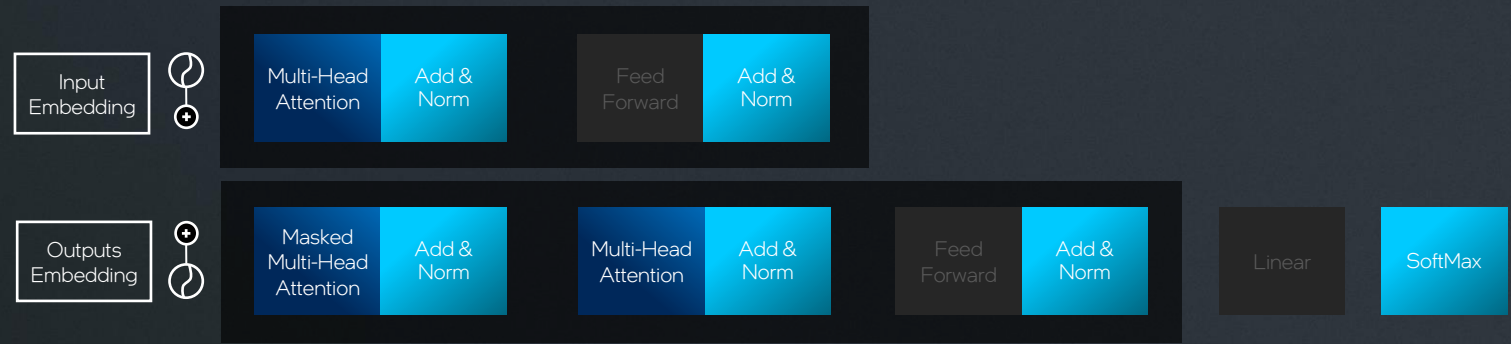 Input
Embedding
Multi-Head
Attention
Add &
Norm
Feed
Forward
Add &
Norm
Outputs
Embedding
Masked
Multi-Head
Attention
Add &
Norm
Multi-Head
Attention
Add &
Norm
Feed
Forward
Add &
Norm
Linear
SoftMax